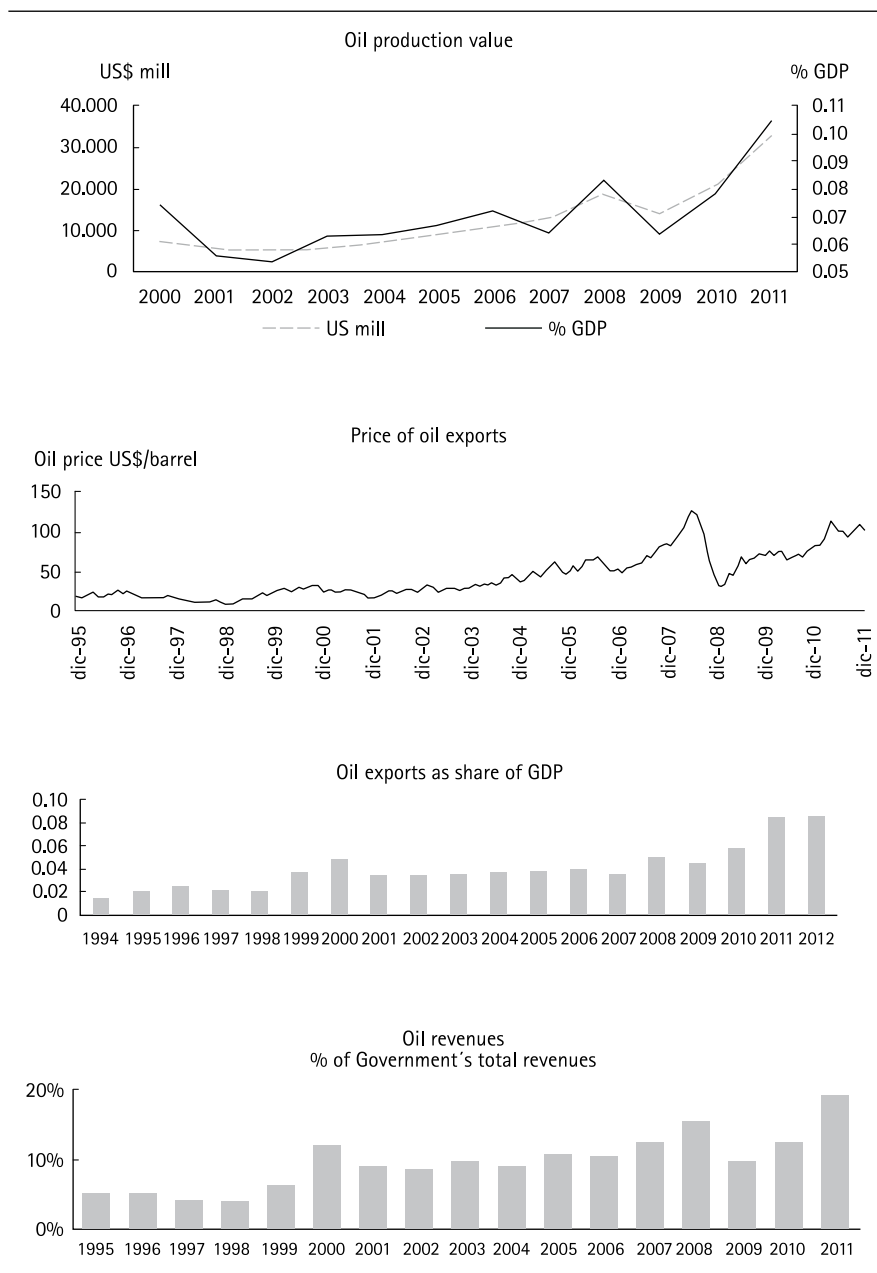 Oil production value
US$ mill
% GDP
40.000
30.000
20.000
10.000
0
0.11
0.10
0.09
0.08
0.07
0.06
0.05
2000 2001 2002 2003 2004 2005 2006 2007 2008 2009 2010 2011
US mill
% GDP
Price of oil exports
Oil price US$/barrel
150
100
50
0
dic-95 dic-96 dic-97 dic-98 dic-99 dic-00 dic-01 dic-02 dic-03 dic-04 dic-05 dic-06 dic-07 dic-08 dic-09 dic-10 dic-11
Oil exports as share of GDP
0.10
0.08
0.06
0.04
0.02
0
1994 1995 1996 1997 1998 1999 2000 2001 2002 2003 2004 2005 2006 2007 2008 2009 2010 2011 2012
Oil revenues
% of Government´s total revenues
20%
10%
0%
1995 1996 1997 1998 1999 2000 2001 2002 2003 2004 2005 2006 2007 2008 2009 2010 2011